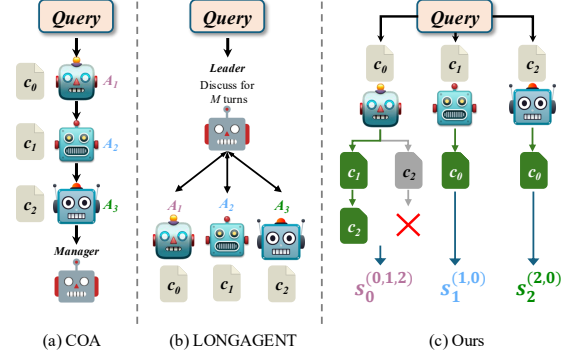 Query
c₀ A₁
c₁ A₂
c₂ A₃
Manager
(a) COA
Query
Leader
Discuss for
M turns
A₁ A₂ A₃
c₀ c₁ c₂
(b) LONGAGENT
Query
c₀ c₁ c₂
c₁ c₂ c₀ c₀
c₂
s₀^(0,1,2) s₁^(1,0) s₂^(2,0)
(c) Ours